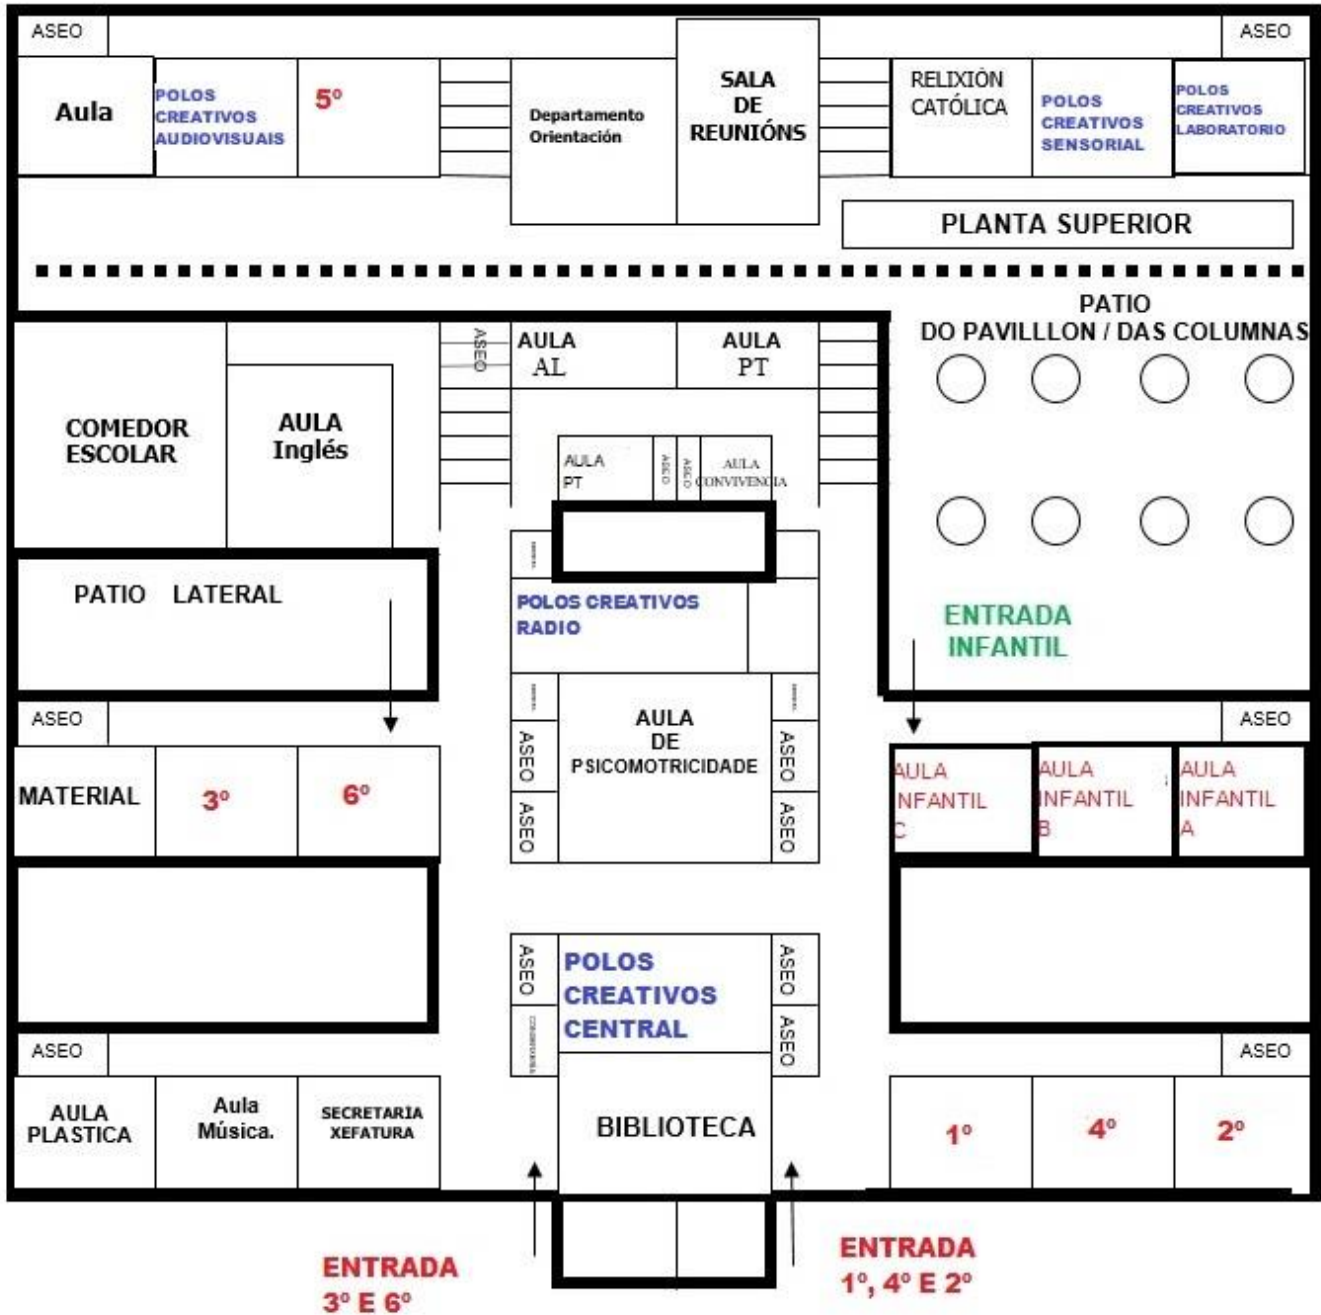 ASEO
ASEO
Aula
POLOS
CREATIVOS
AUDIOVISUAIS
5º
Departamento
Orientación
SALA
DE
REUNIÓNS
RELIXIÓN
CATÓLICA
POLOS
CREATIVOS
SENSORIAL
POLOS
CREATIVOS
LABORATORIO
PLANTA SUPERIOR
PATIO
DO PAVILLLON / DAS COLUMNAS
COMEDOR
ESCOLAR
AULA
Inglés
ASEO
AULA
AL
AULA
PT
AULA
PT
ASEO
ASEO
AULA
CONVIVENCIA
PATIO LATERAL
POLOS CREATIVOS
RADIO
ENTRADA
INFANTIL
ASEO
ASEO
MATERIAL
3º
6º
ASEO
ASEO
AULA
DE
PSICOMOTRICIDADE
ASEO
ASEO
AULA
NFANTIL
C
AULA
INFANTIL
B
AULA
INFANTIL
A
ASEO
POLOS
CREATIVOS
CENTRAL
ASEO
ASEO
ASEO
ASEO
AULA
PLASTICA
Aula
Música.
SECRETARÍA
XEFATURA
BIBLIOTECA
1º
4º
2º
ENTRADA
3º E 6º
ENTRADA
1º, 4º E 2º